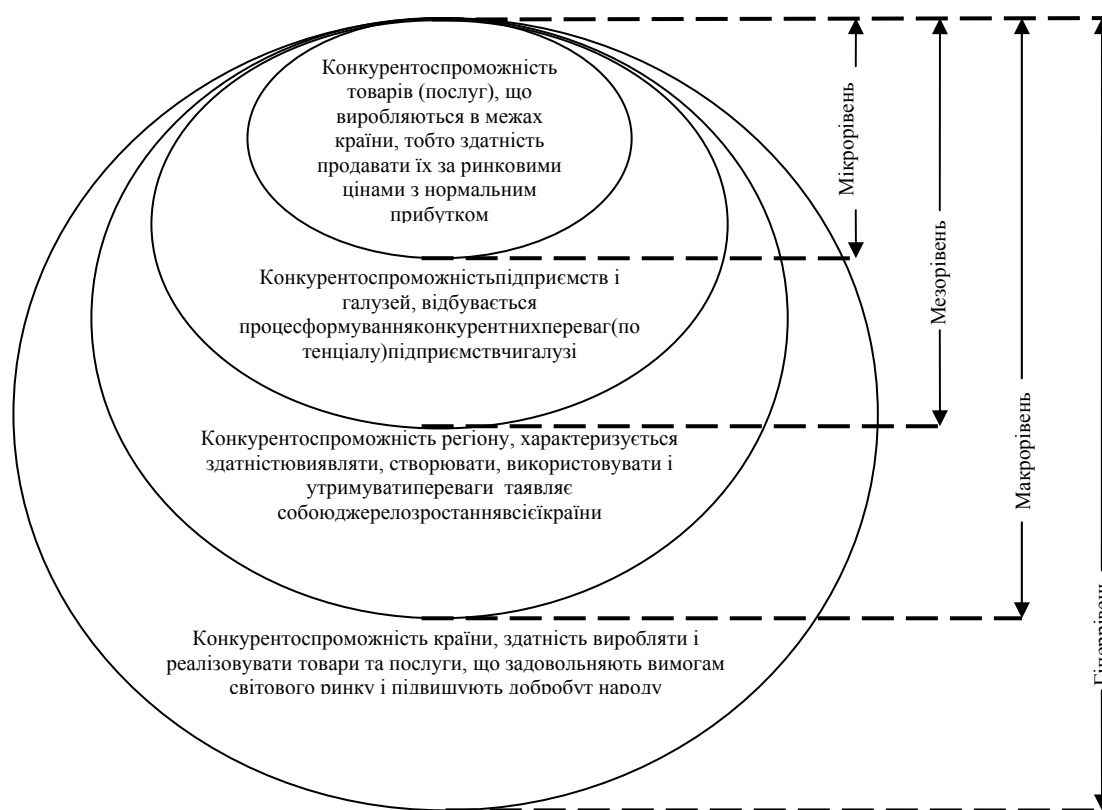 Конкурентоспроможність
товарів (послуг), що
виробляються в межах
країни, тобто здатність
продавати їх за ринковими
цінами з нормальним
прибутком
Конкурентоспроможністьпідприємств і
галузей, відбувається
процесформуванняконкурентнихпереваг(по
тенціалу)підприємствчигалузі
Конкурентоспроможність регіону, характеризується
здатністювиявляти, створювати, використовувати і
утримуватипереваги таявляє
собоюджерелозростаннявсієїкраїни
Конкурентоспроможність країни, здатність виробляти і
реалізовувати товари та послуги, що задовольняють вимогам
світового ринку і підвищують добробут народу
Мікрорівень
Мезорівень
Макрорівень
Гіперрівень